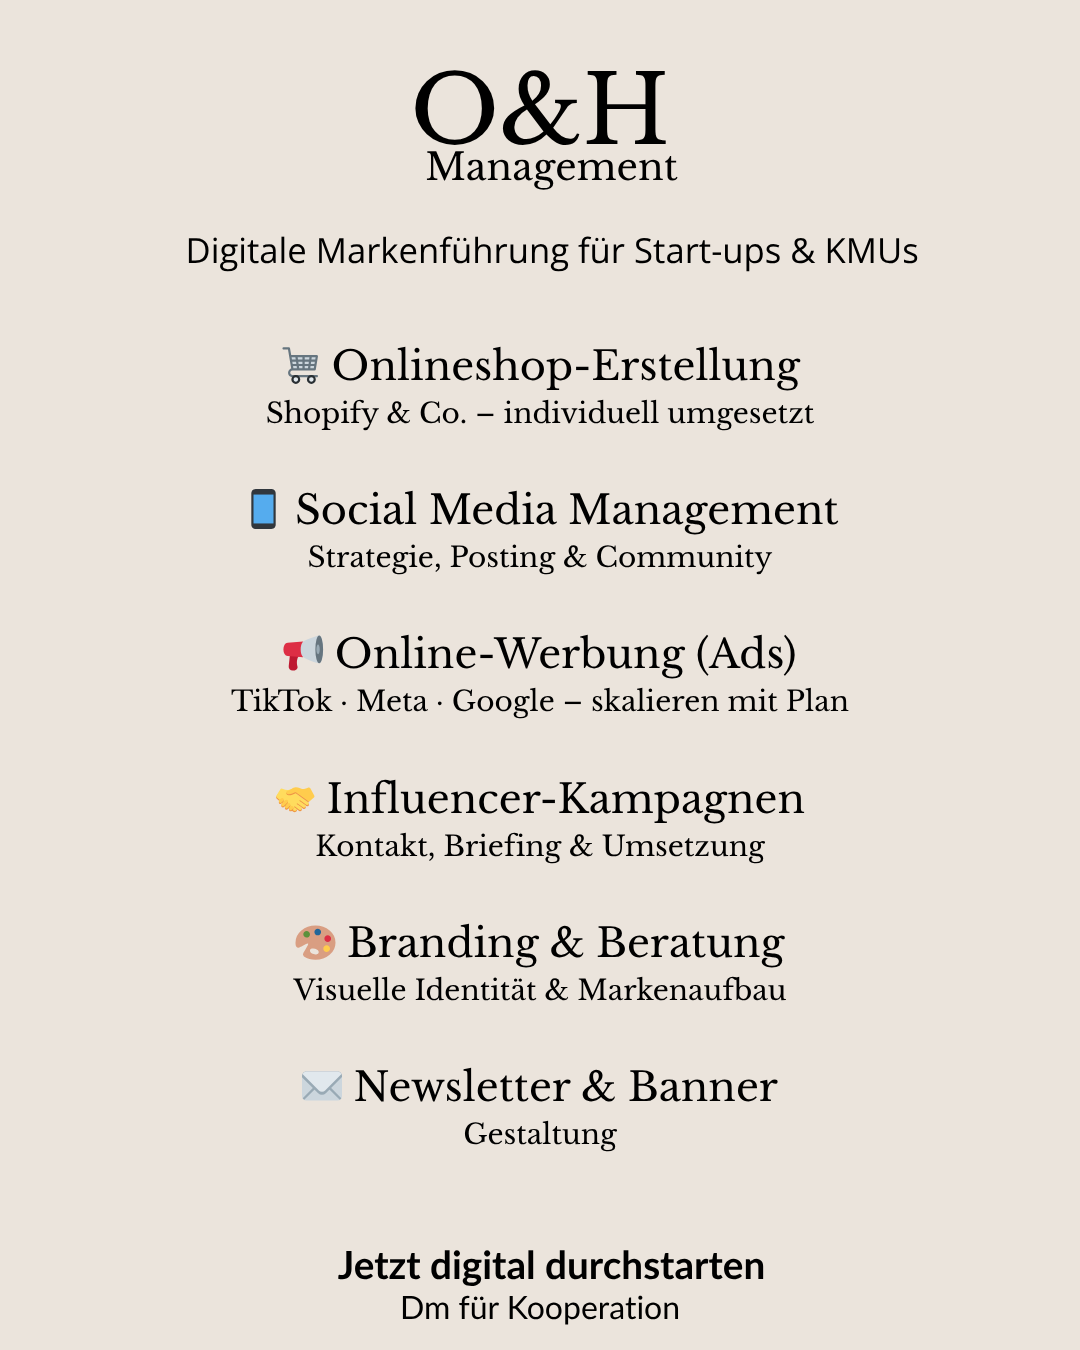 O&H
Management
Digitale Markenführung für Start-ups & KMUs
🛒 Onlineshop-Erstellung
Shopify & Co. – individuell umgesetzt
📱 Social Media Management
Strategie, Posting & Community
📢 Online-Werbung (Ads)
TikTok · Meta · Google – skalieren mit Plan
🤝 Influencer-Kampagnen
Kontakt, Briefing & Umsetzung
🎨 Branding & Beratung
Visuelle Identität & Markenaufbau
✉️ Newsletter & Banner
Gestaltung
Jetzt digital durchstarten
Dm für Kooperation